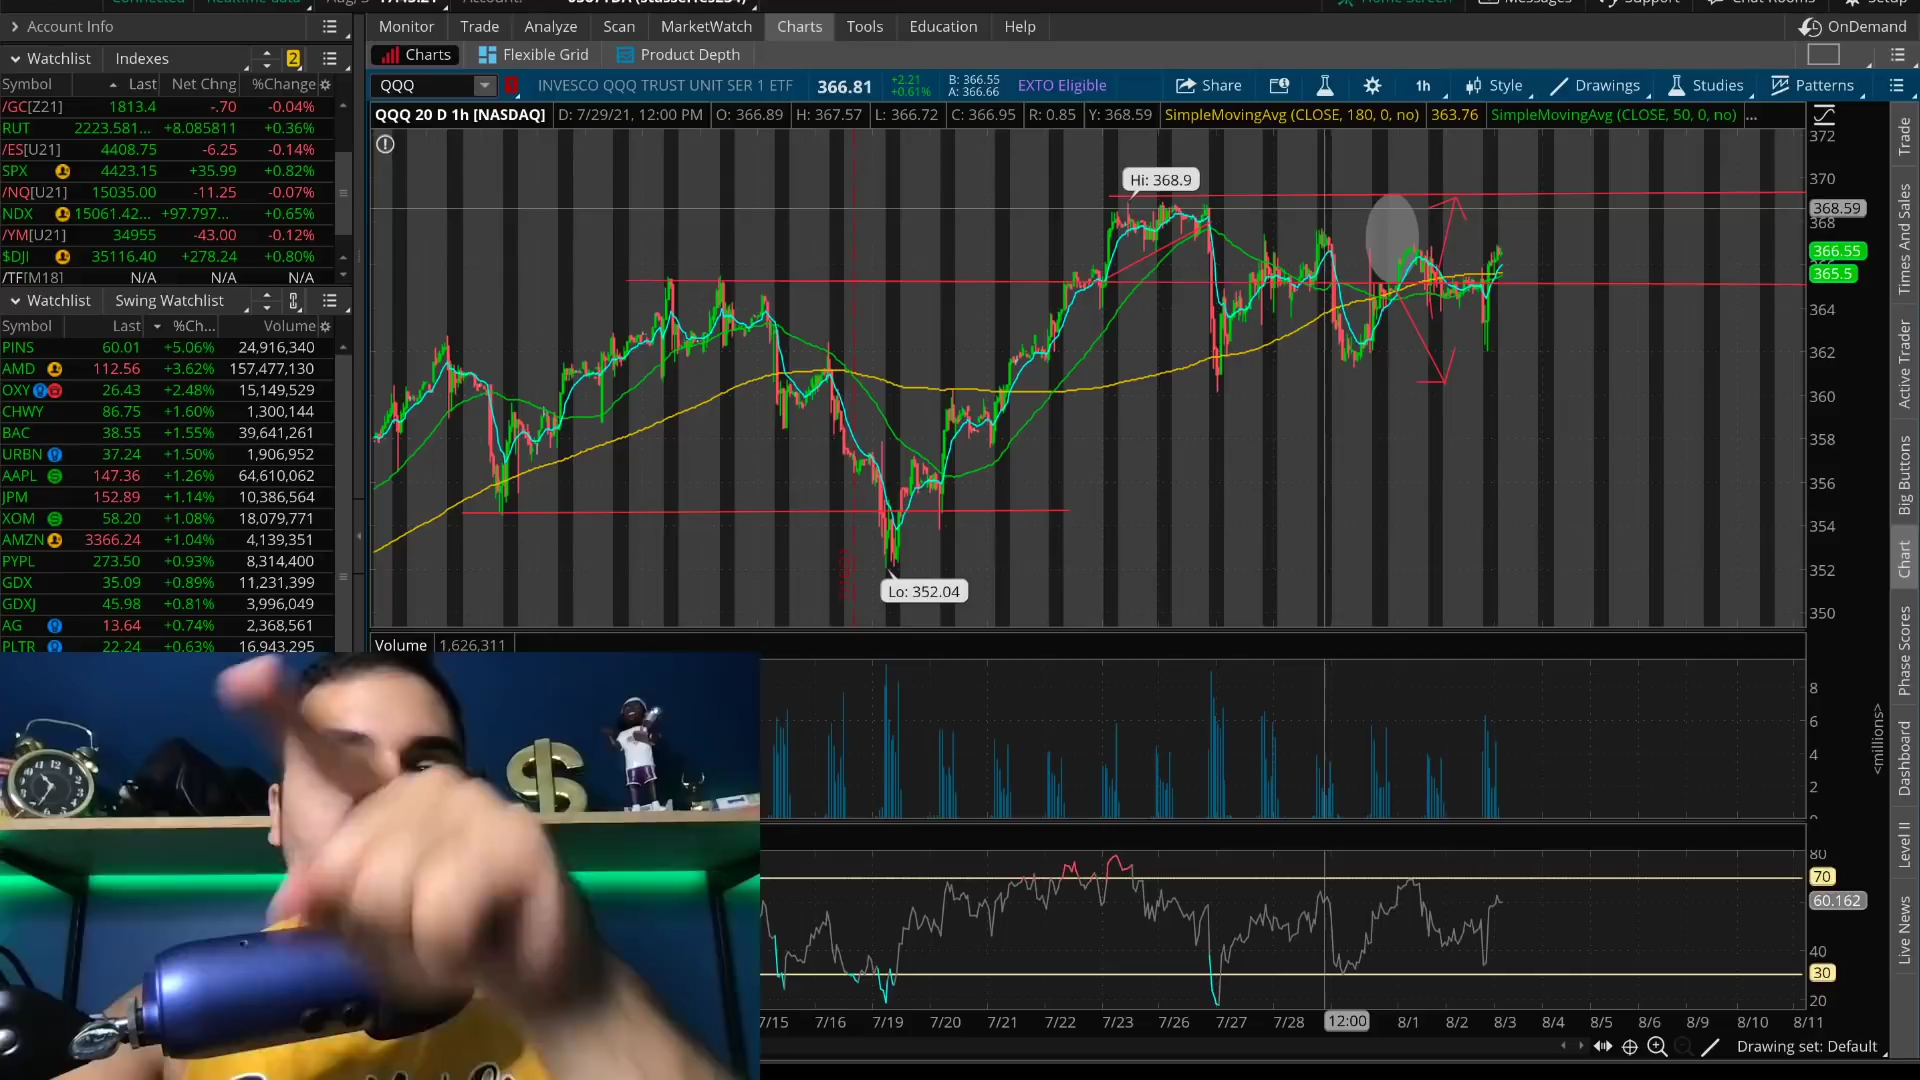 Monitor Trade Analyze Scan MarketWatch Charts Tools Education Help OnDemand
Account Info
Charts Flexible Grid Product Depth
Watchlist Indexes 2
Symbol Last Net Chng %Change
/GC[Z21] 1813.4 -.70 -0.04%
RUT 2223.581... +8.085811 +0.36%
/ES[U21] 4408.75 -6.25 -0.14%
SPX 4423.15 +35.99 +0.82%
/NQ[U21] 15035.00 -11.25 -0.07%
NDX 15061.42... +97.797... +0.65%
/YM[U21] 34955 -43.00 -0.12%
$DJI 35116.40 +278.24 +0.80%
/TF[M18] N/A N/A N/A
Watchlist Swing Watchlist
Symbol Last %Ch... Volume
PINS 60.01 +5.06% 24,916,340
AMD 112.56 +3.62% 157,477,130
OXY 26.43 +2.48% 15,149,529
CHWY 86.75 +1.60% 1,300,144
BAC 38.55 +1.55% 39,641,261
URBN 37.24 +1.50% 1,906,952
AAPL 147.36 +1.26% 64,610,062
JPM 152.89 +1.14% 10,386,564
XOM 58.20 +1.08% 18,079,771
AMZN 3366.24 +1.04% 4,139,351
PYPL 273.50 +0.93% 8,314,400
GDX 35.09 +0.89% 11,231,399
GDXJ 45.98 +0.81% 3,996,049
AG 13.64 +0.74% 2,368,561
PLTR 22.24 +0.63% 16,943,295
QQQ INVESCO QQQ TRUST UNIT SER 1 ETF 366.81 +2.21 +0.61% B: 366.55 A: 366.66 EXTO Eligible Share 1h Style Drawings Studies Patterns
QQQ 20 D 1h [NASDAQ] D: 7/29/21, 12:00 PM O: 366.89 H: 367.57 L: 366.72 C: 366.95 R: 0.85 Y: 368.59 SimpleMovingAvg (CLOSE, 180, 0, no) 363.76 SimpleMovingAvg (CLOSE, 50, 0, no) ...
Hi: 368.9
Lo: 352.04
372
370
368.59
368
366.55
365.5
364
362
360
358
356
354
352
350
Volume 1,626,311
8
6
4
2
<millions>
80
70
60.162
40
30
20
7/15 7/16 7/19 7/20 7/21 7/22 7/23 7/26 7/27 7/28 12:00 8/1 8/2 8/3 8/4 8/5 8/6 8/9 8/10 8/11
Drawing set: Default
Trade
Times And Sales
Active Trader
Big Buttons
Chart
Phase Scores
Dashboard
Level II
Live News